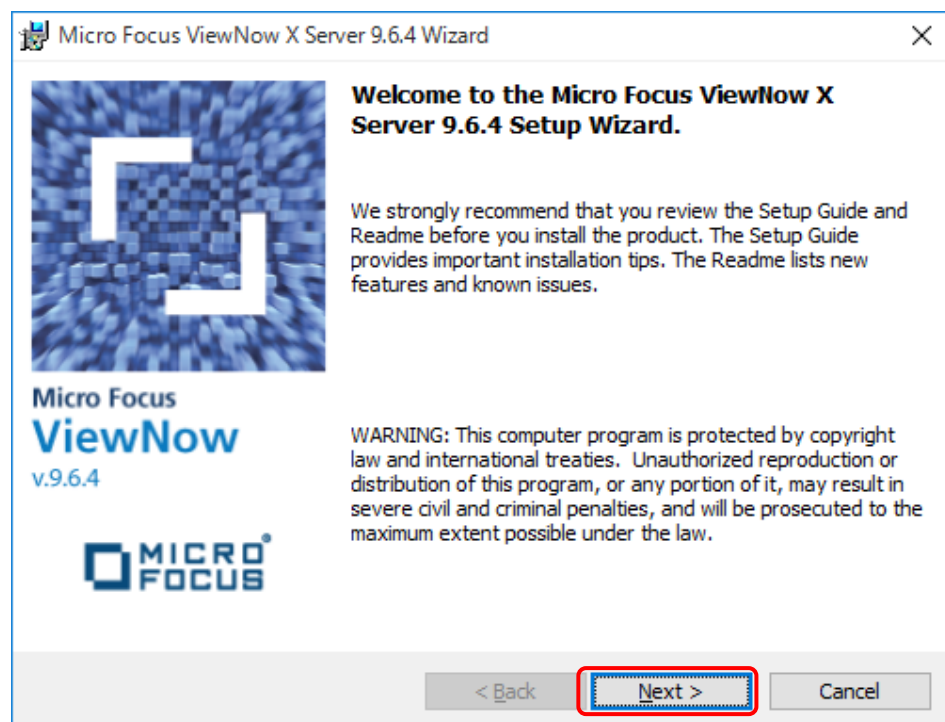 Micro Focus ViewNow X Server 9.6.4 Wizard
Welcome to the Micro Focus ViewNow X
Server 9.6.4 Setup Wizard.
We strongly recommend that you review the Setup Guide and
Readme before you install the product. The Setup Guide
provides important installation tips. The Readme lists new
features and known issues.
Micro Focus
ViewNow
v.9.6.4
WARNING: This computer program is protected by copyright
law and international treaties.  Unauthorized reproduction or
distribution of this program, or any portion of it, may result in
severe civil and criminal penalties, and will be prosecuted to the
maximum extent possible under the law.
MICRO
FOCUS
< Back
Next >
Cancel